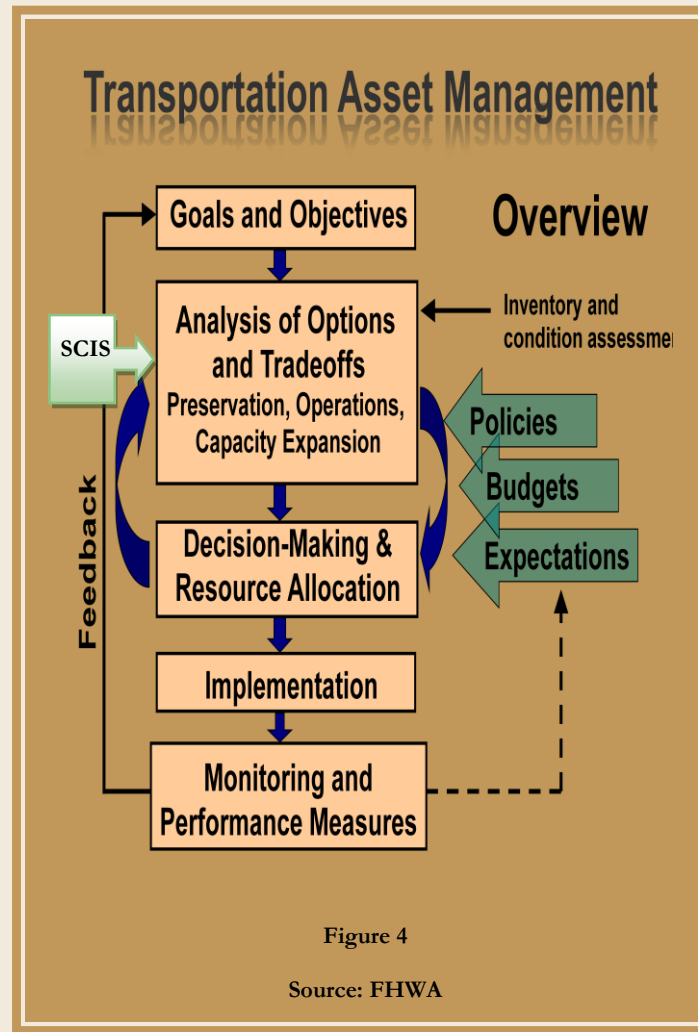 Transportation Asset Management
Goals and Objectives
Overview
Analysis of Options
and Tradeoffs
Preservation, Operations,
Capacity Expansion
Inventory and
condition assessmen
SCIS
Policies
Budgets
Expectations
Feedback
Decision-Making &
Resource Allocation
Implementation
Monitoring and
Performance Measures
Figure 4
Source: FHWA